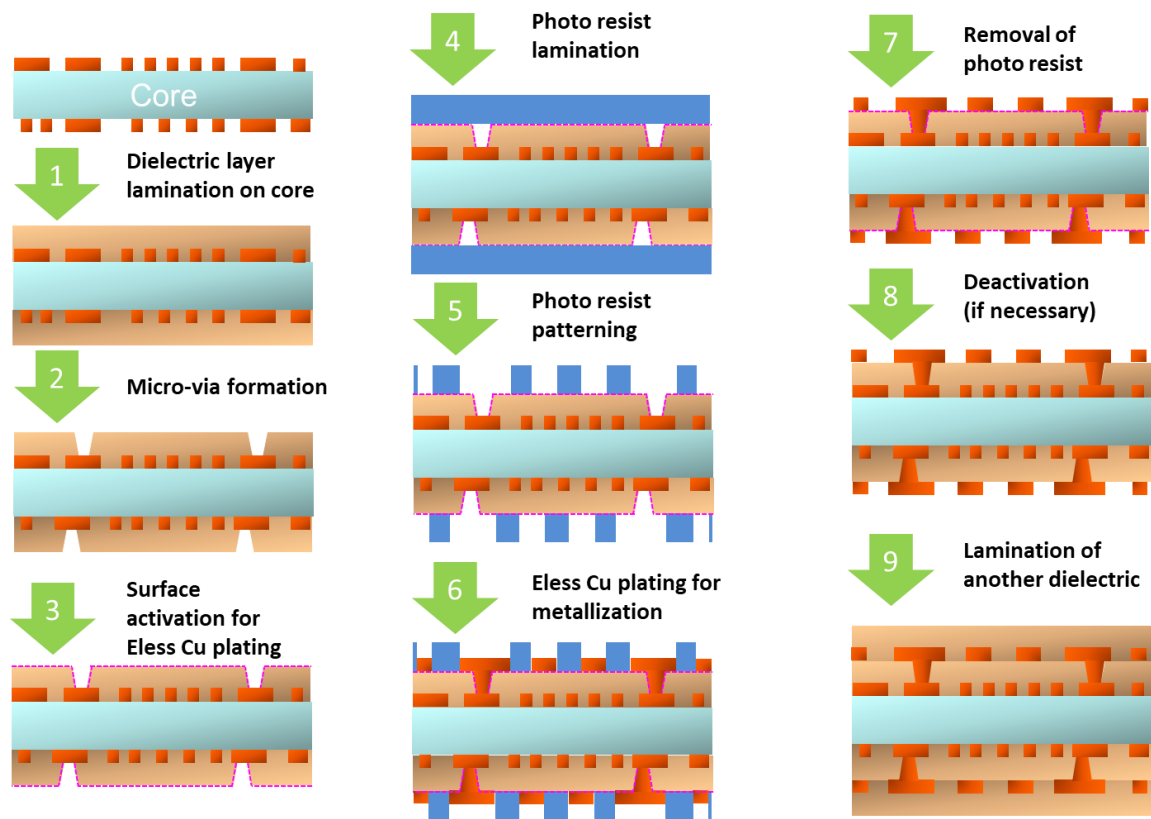 Core
1
Dielectric layer
lamination on core
2
Micro-via formation
3
Surface
activation for
Eless Cu plating
4
Photo resist
lamination
5
Photo resist
patterning
6
Eless Cu plating for
metallization
7
Removal of
photo resist
8
Deactivation
(if necessary)
9
Lamination of
another dielectric